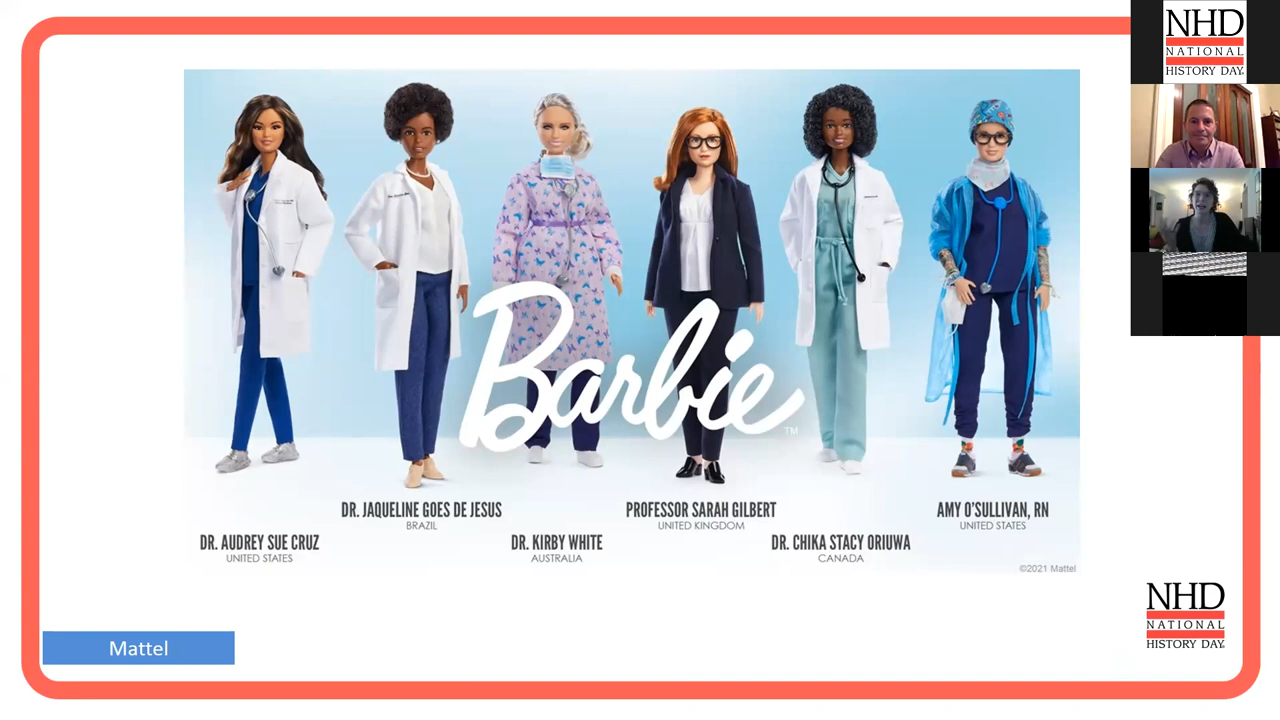 NHD
NATIONAL
HISTORY DAY
Barbie
TM
DR. JAQUELINE GOES DE JESUS
BRAZIL
PROFESSOR SARAH GILBERT
UNITED KINGDOM
AMY O'SULLIVAN, RN
UNITED STATES
DR. AUDREY SUE CRUZ
UNITED STATES
DR. KIRBY WHITE
AUSTRALIA
DR. CHIKA STACY ORIUWA
CANADA
©2021 Mattel
Mattel
NHD
NATIONAL
HISTORY DAY